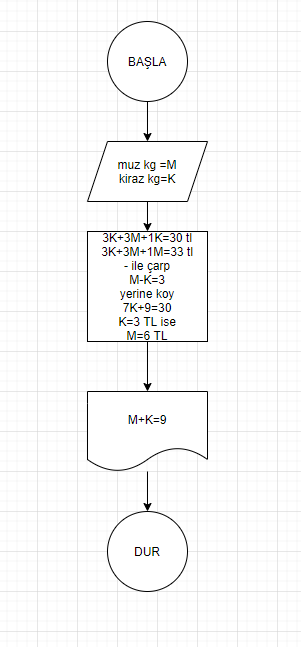 BAŞLA
muz kg =M
kiraz kg=K
3K+3M+1K=30 tl
3K+3M+1M=33 tl
- ile çarp
M-K=3
yerine koy
7K+9=30
K=3 TL ise
M=6 TL
M+K=9
DUR